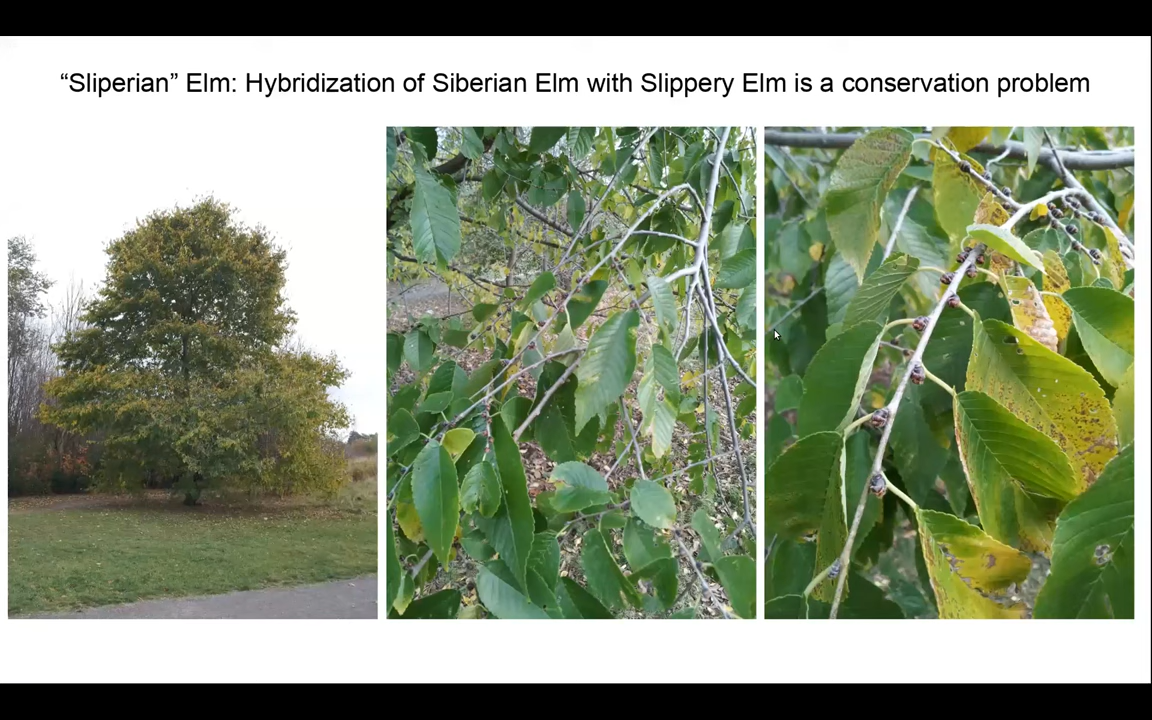 “Sliperian” Elm: Hybridization of Siberian Elm with Slippery Elm is a conservation problem